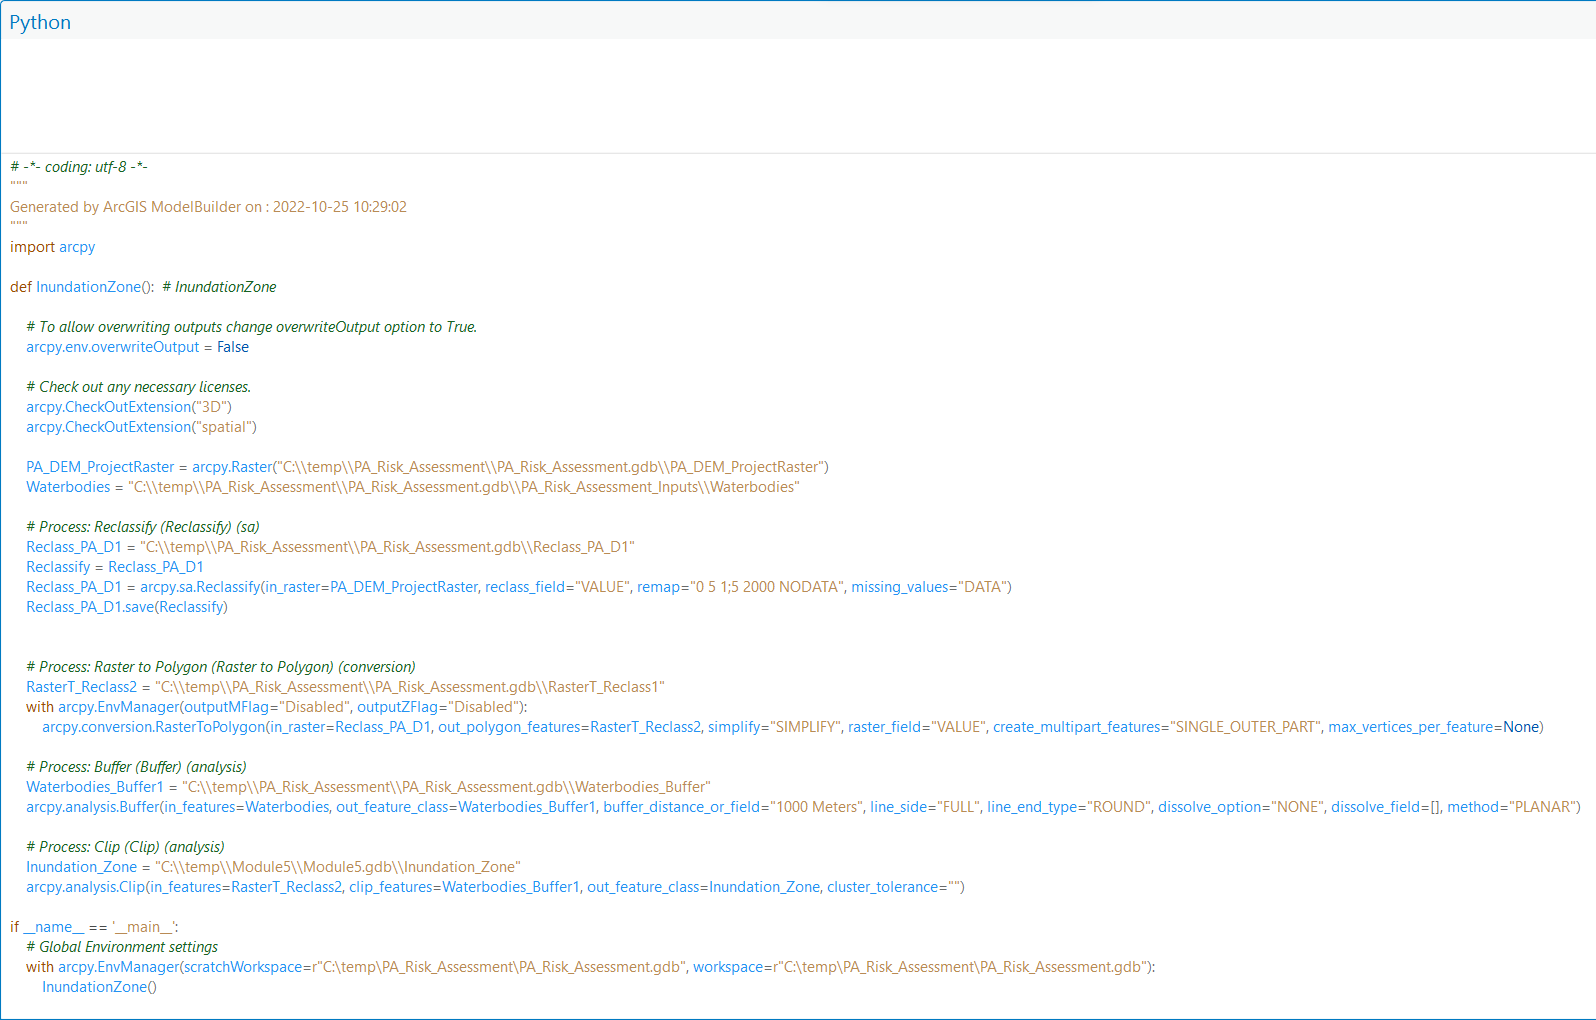 Python
# -*- coding: utf-8 -*-
"""
Generated by ArcGIS ModelBuilder on : 2022-10-25 10:29:02
"""
import arcpy
def InundationZone():  # InundationZone
    # To allow overwriting outputs change overwriteOutput option to True.
    arcpy.env.overwriteOutput = False
    # Check out any necessary licenses.
    arcpy.CheckOutExtension("3D")
    arcpy.CheckOutExtension("spatial")
    PA_DEM_ProjectRaster = arcpy.Raster("C:\\temp\\PA_Risk_Assessment\\PA_Risk_Assessment.gdb\\PA_DEM_ProjectRaster")
    Waterbodies = "C:\\temp\\PA_Risk_Assessment\\PA_Risk_Assessment.gdb\\PA_Risk_Assessment_Inputs\\Waterbodies"
    # Process: Reclassify (Reclassify) (sa)
    Reclass_PA_D1 = "C:\\temp\\PA_Risk_Assessment\\PA_Risk_Assessment.gdb\\Reclass_PA_D1"
    Reclassify = Reclass_PA_D1
    Reclass_PA_D1 = arcpy.sa.Reclassify(in_raster=PA_DEM_ProjectRaster, reclass_field="VALUE", remap="0 5 1;5 2000 NODATA", missing_values="DATA")
    Reclass_PA_D1.save(Reclassify)
    # Process: Raster to Polygon (Raster to Polygon) (conversion)
    RasterT_Reclass2 = "C:\\temp\\PA_Risk_Assessment\\PA_Risk_Assessment.gdb\\RasterT_Reclass1"
    with arcpy.EnvManager(outputMFlag="Disabled", outputZFlag="Disabled"):
        arcpy.conversion.RasterToPolygon(in_raster=Reclass_PA_D1, out_polygon_features=RasterT_Reclass2, simplify="SIMPLIFY", raster_field="VALUE", create_multipart_features="SINGLE_OUTER_PART", max_vertices_per_feature=None)
    # Process: Buffer (Buffer) (analysis)
    Waterbodies_Buffer1 = "C:\\temp\\PA_Risk_Assessment\\PA_Risk_Assessment.gdb\\Waterbodies_Buffer"
    arcpy.analysis.Buffer(in_features=Waterbodies, out_feature_class=Waterbodies_Buffer1, buffer_distance_or_field="1000 Meters", line_side="FULL", line_end_type="ROUND", dissolve_option="NONE", dissolve_field=[], method="PLANAR")
    # Process: Clip (Clip) (analysis)
    Inundation_Zone = "C:\\temp\\Module5\\Module5.gdb\\Inundation_Zone"
    arcpy.analysis.Clip(in_features=RasterT_Reclass2, clip_features=Waterbodies_Buffer1, out_feature_class=Inundation_Zone, cluster_tolerance="")
if __name__ == '__main__':
    # Global Environment settings
    with arcpy.EnvManager(scratchWorkspace=r"C:\temp\PA_Risk_Assessment\PA_Risk_Assessment.gdb", workspace=r"C:\temp\PA_Risk_Assessment\PA_Risk_Assessment.gdb"):
        InundationZone()